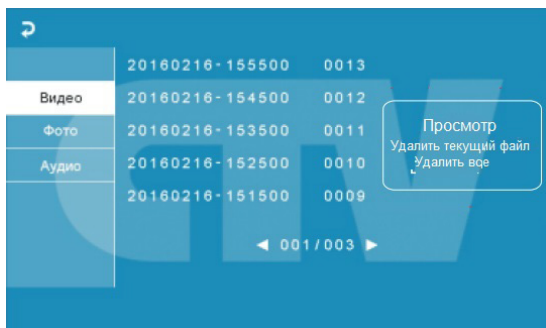 20160216-155500 0013
Видео
20160216-154500 0012
Фото
20160216-153500 0011
Аудио
20160216-152500 0010
20160216-151500 0009
Просмотр
Удалить текущий файл
Удалить все
001/003
CTV